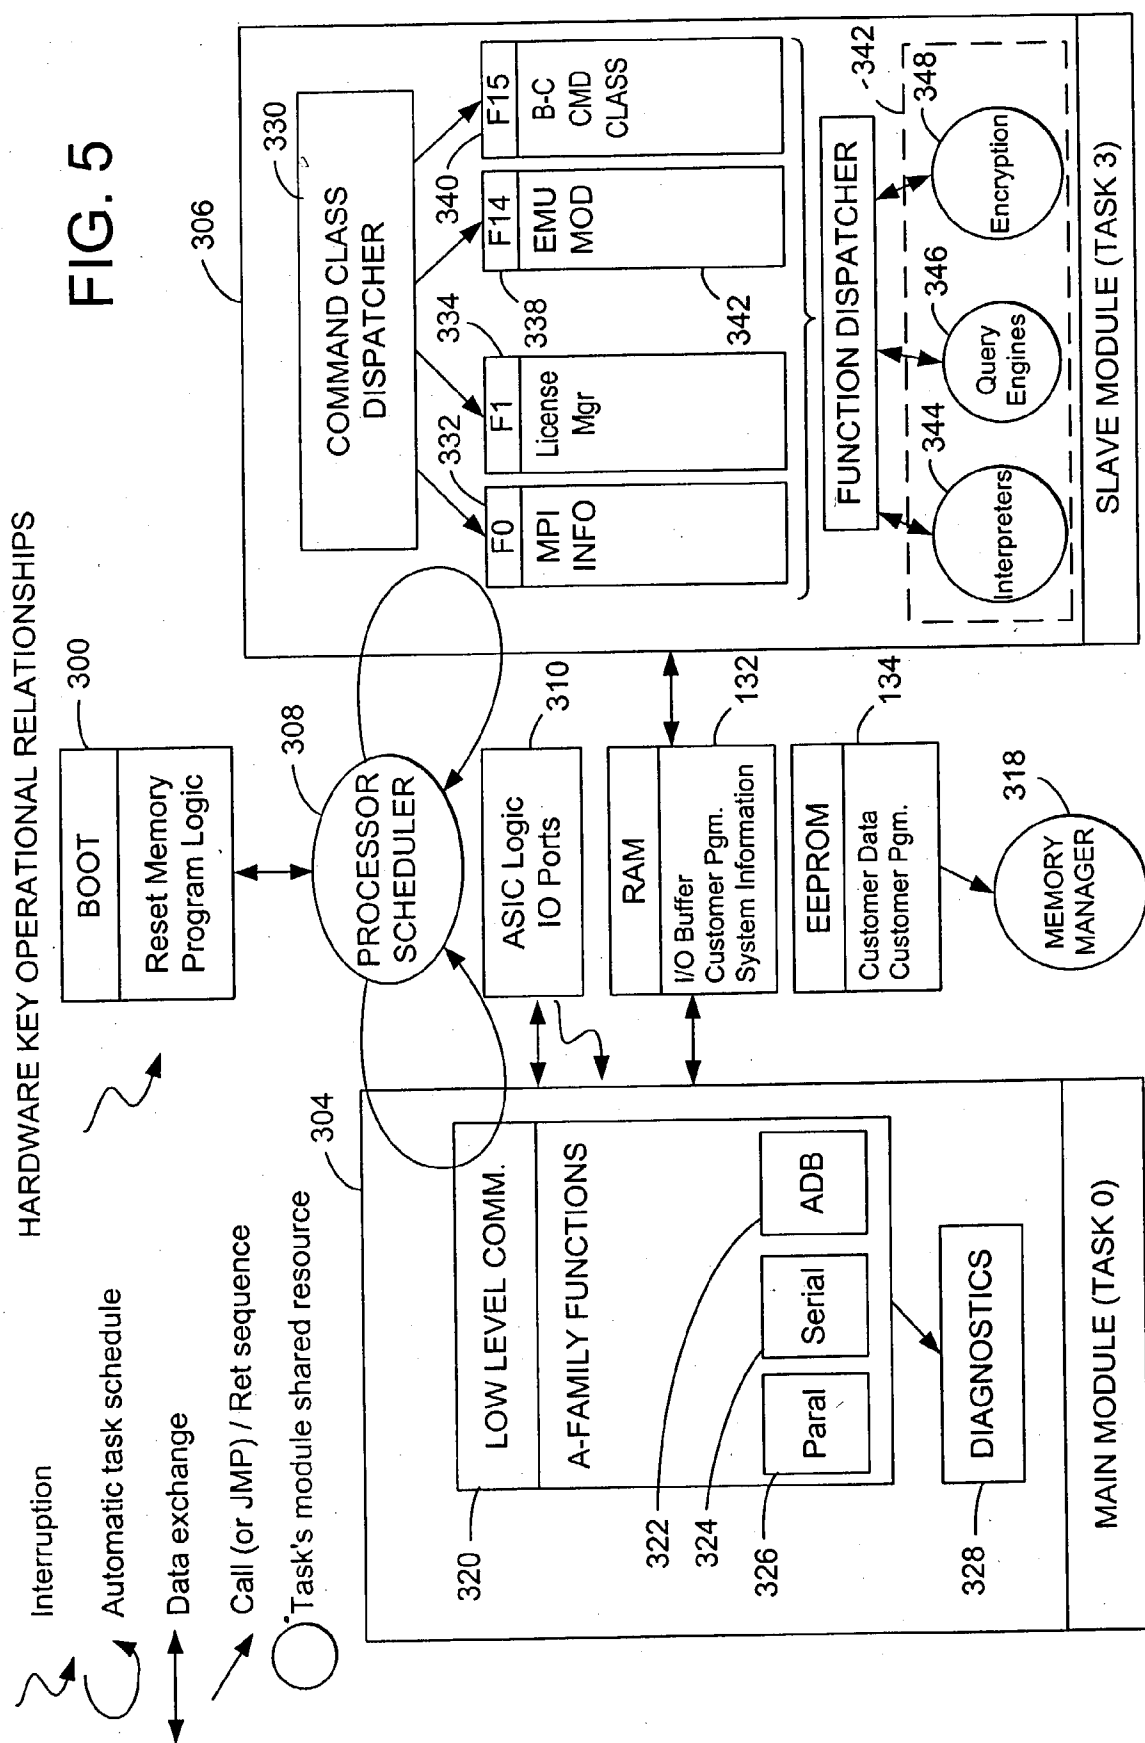 HARDWARE KEY OPERATIONAL RELATIONSHIPS
FIG. 5
Interruption
Automatic task schedule
Data exchange
Call (or JMP) / Ret sequence
Task's module shared resource
300
BOOT
Reset Memory
Program Logic
308
PROCESSOR
SCHEDULER
310
ASIC Logic
IO Ports
132
RAM
I/O Buffer
Customer Pgm.
System Information
134
EEPROM
Customer Data
Customer Pgm.
318
MEMORY
MANAGER
304
320
LOW LEVEL COMM.
A-FAMILY FUNCTIONS
Paral
Serial
ADB
322
324
326
328
DIAGNOSTICS
MAIN MODULE (TASK 0)
306
330
COMMAND CLASS
DISPATCHER
332
334
338
340
F0
MPI
INFO
F1
License
Mgr
F14
EMU
MOD
F15
B-C
CMD
CLASS
342
FUNCTION DISPATCHER
342
344
346
348
Interpreters
Query
Engines
Encryption
SLAVE MODULE (TASK 3)